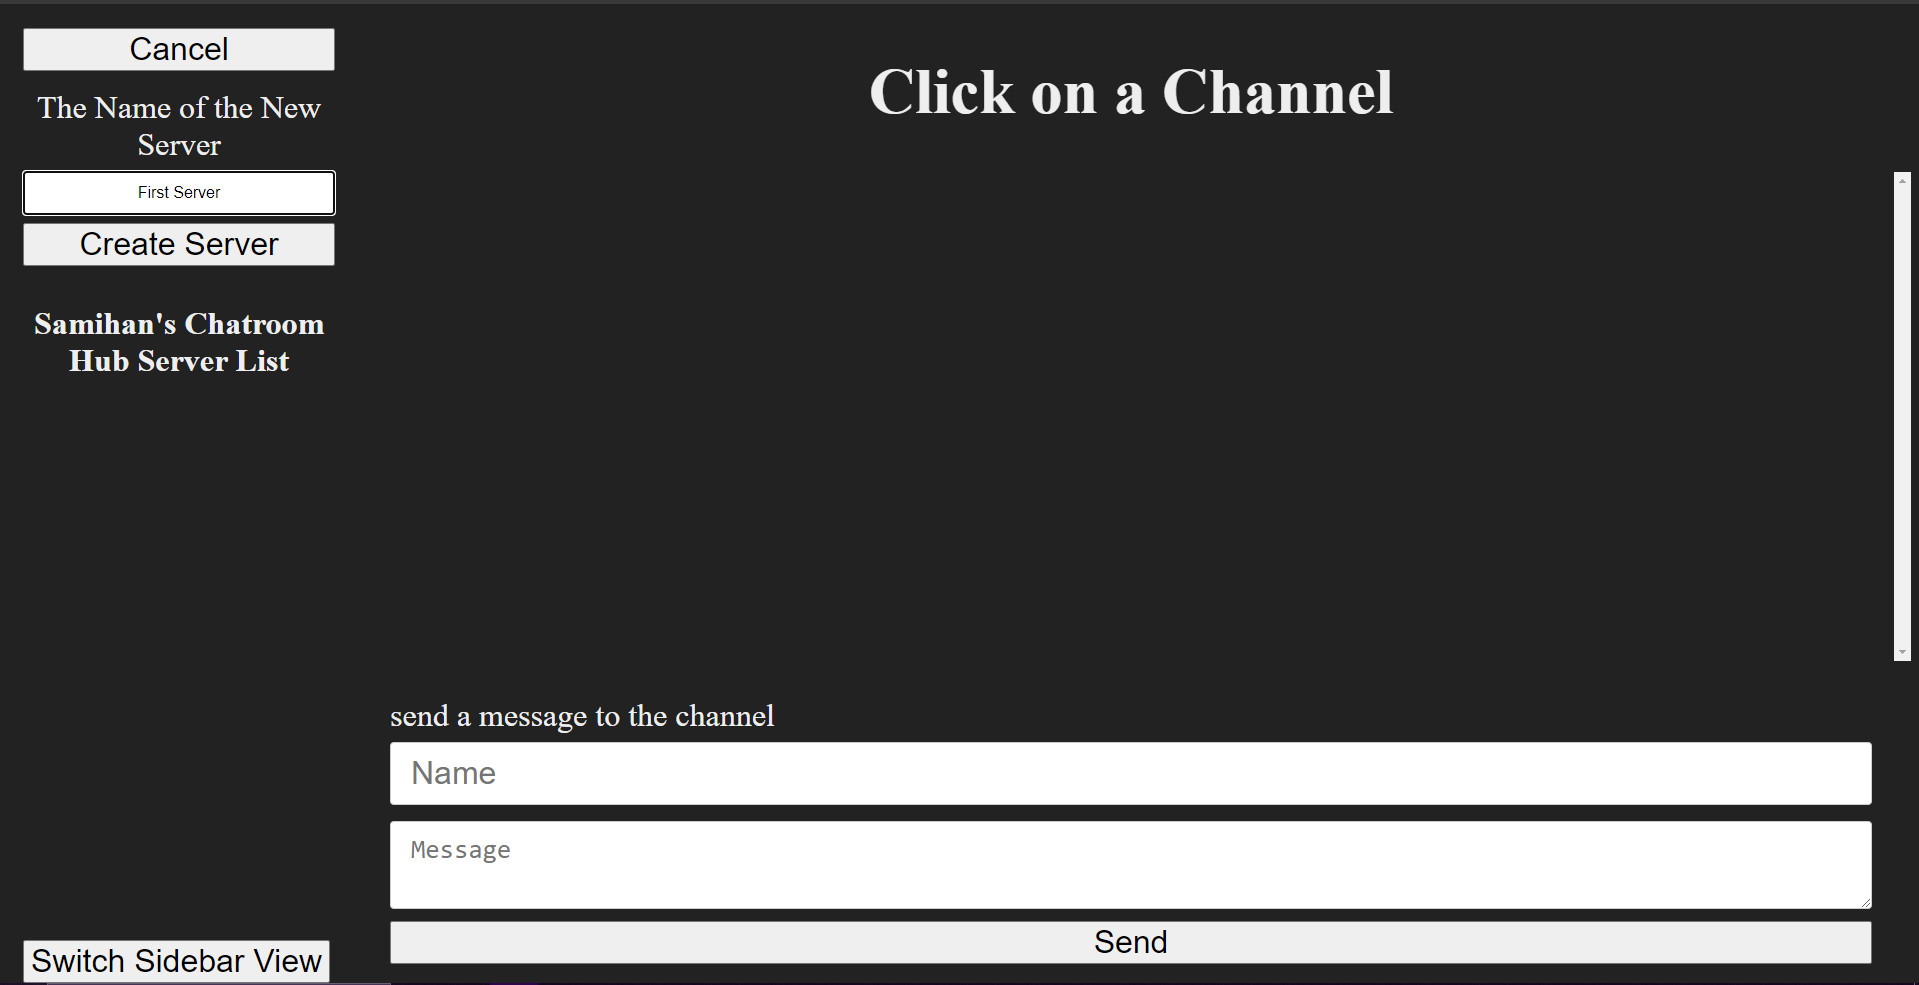 Cancel
The Name of the New
Server
First Server
Create Server
Samihan's Chatroom
Hub Server List
Switch Sidebar View
Click on a Channel
send a message to the channel
Name
Message
Send